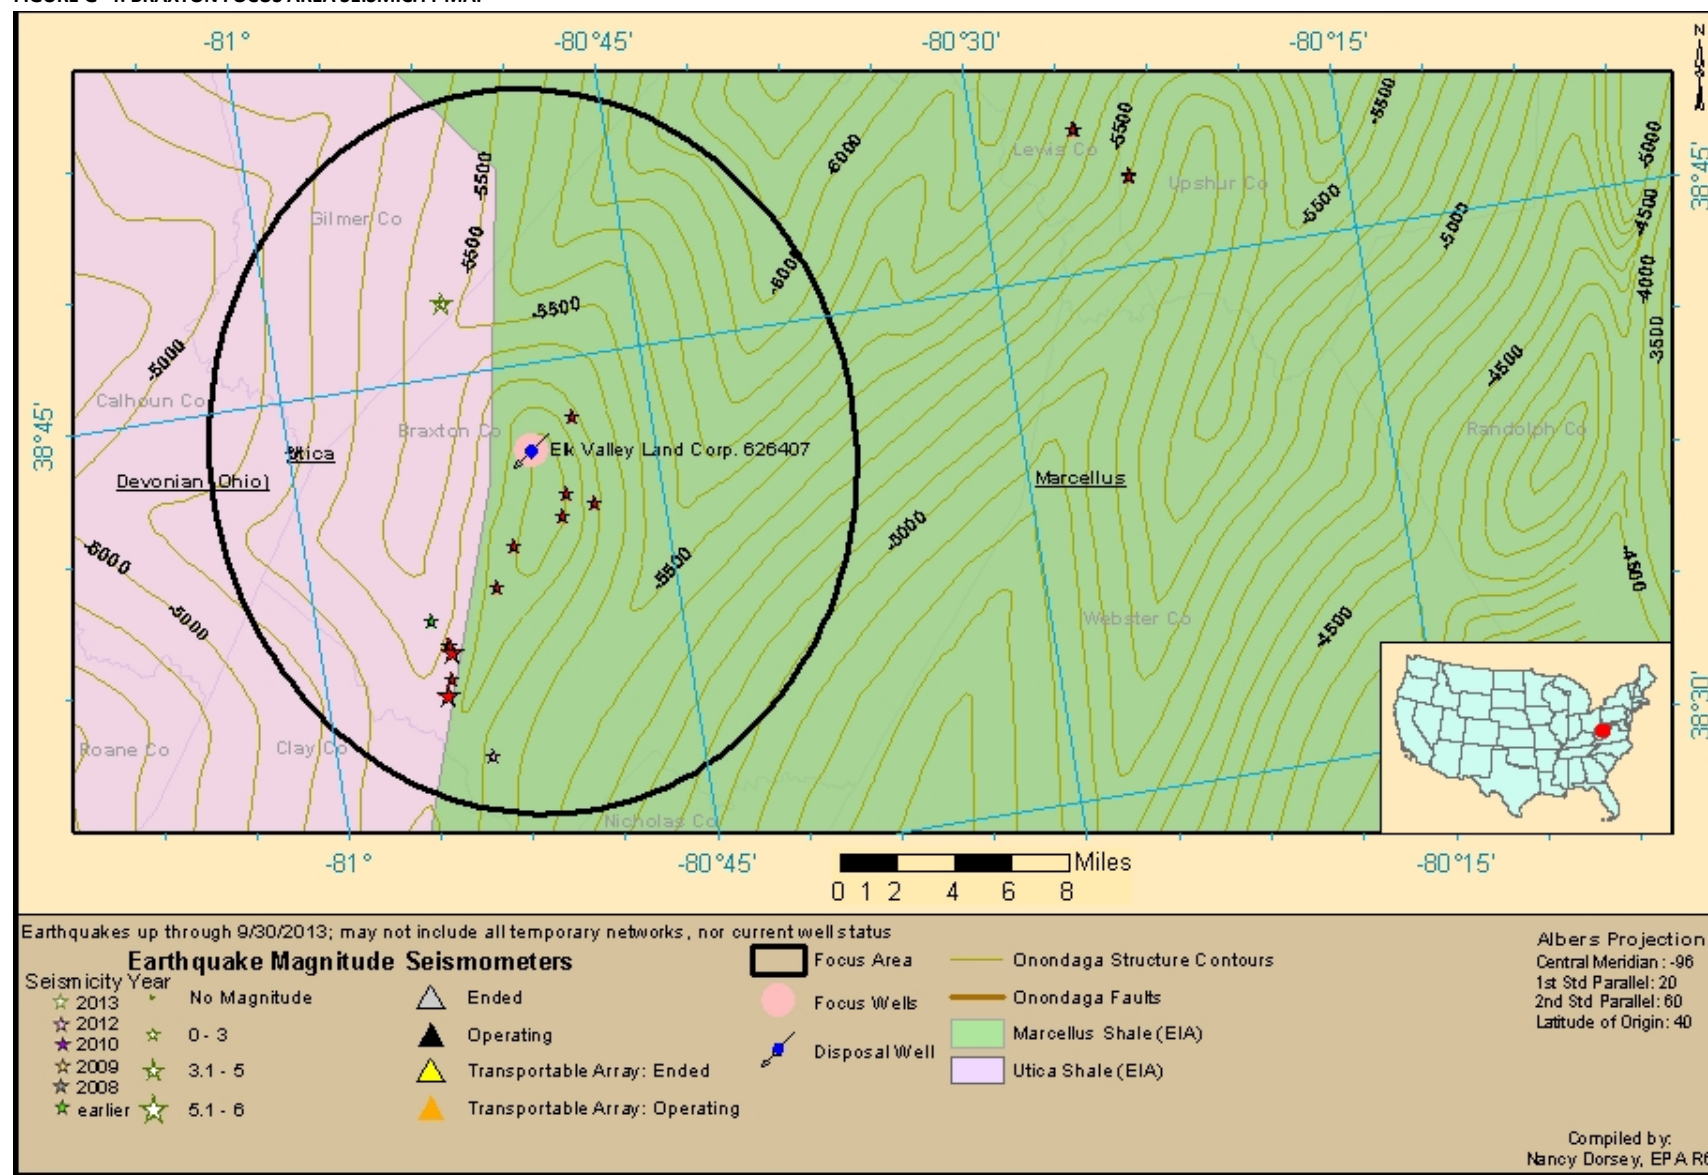 -81° -80°45' -80°30' -80°15'
N
-5500
-6000
-5500
-5500
-5000
Lewis Co
Upshur Co
38°45'
-4500
Gilmer Co
-5500
-6000
-5500
-5000
-4000
-5500
-3500
-5000
-4500
Calhoun Co
38°45'
Braxton Co
Randolph Co
Utica
Elk Valley Land Corp. 626407
Devonian (Ohio)
Marcellus
-5000
-5000
-5500
-4500
-5000
Webster Co
-4500
38°30'
Roane Co
Clay Co
Nicholas Co
-81° -80°45' -80°15'
Miles
0 1 2 4 6 8
Earthquakes up through 9/30/2013; may not include all temporary networks, nor current well status
Earthquake Magnitude
Seismicity Year
2013
2012
2010
2009
2008
earlier
No Magnitude
0 - 3
3.1 - 5
5.1 - 6
Seismometers
Ended
Operating
Transportable Array: Ended
Transportable Array: Operating
Focus Area
Focus Wells
Disposal Well
Onondaga Structure Contours
Onondaga Faults
Marcellus Shale (EIA)
Utica Shale (EIA)
Albers Projection
Central Meridian: -96
1st Std Parallel: 20
2nd Std Parallel: 60
Latitude of Origin: 40
Compiled by:
Nancy Dorsey, EPA